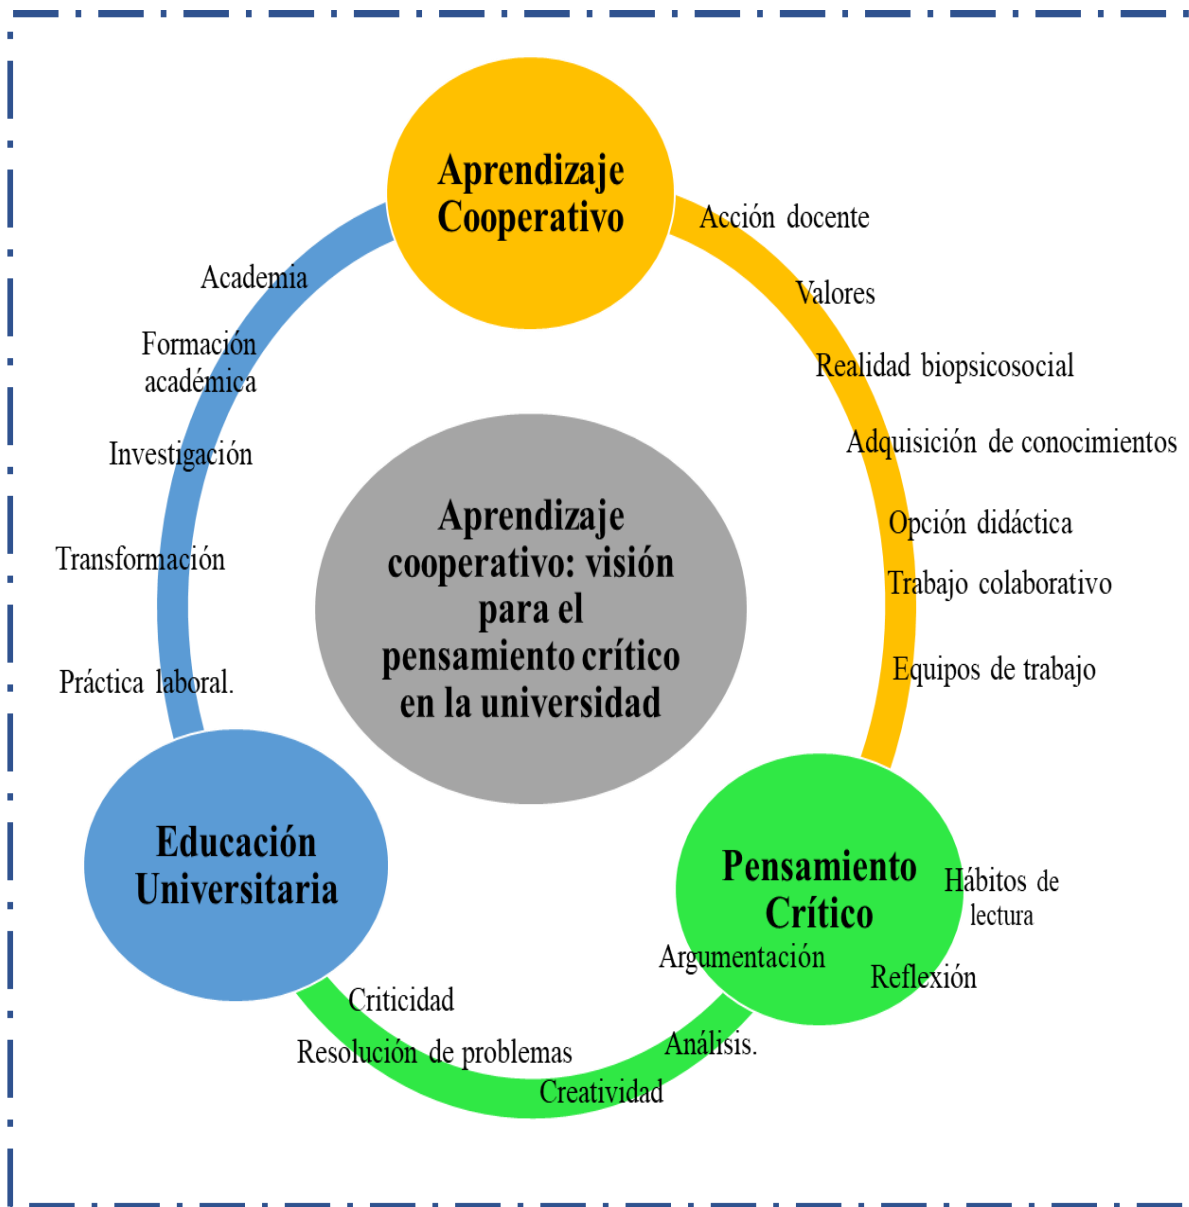 Aprendizaje
Cooperativo
Acción docente
Valores
Realidad biopsicosocial
Adquisición de conocimientos
Opción didáctica
Trabajo colaborativo
Equipos de trabajo
Academia
Formación
académica
Investigación
Transformación
Práctica laboral.
Aprendizaje
cooperativo: visión
para el
pensamiento crítico
en la universidad
Educación
Universitaria
Pensamiento
Crítico
Hábitos de
lectura
Argumentación
Reflexión
Criticidad
Análisis.
Resolución de problemas
Creatividad